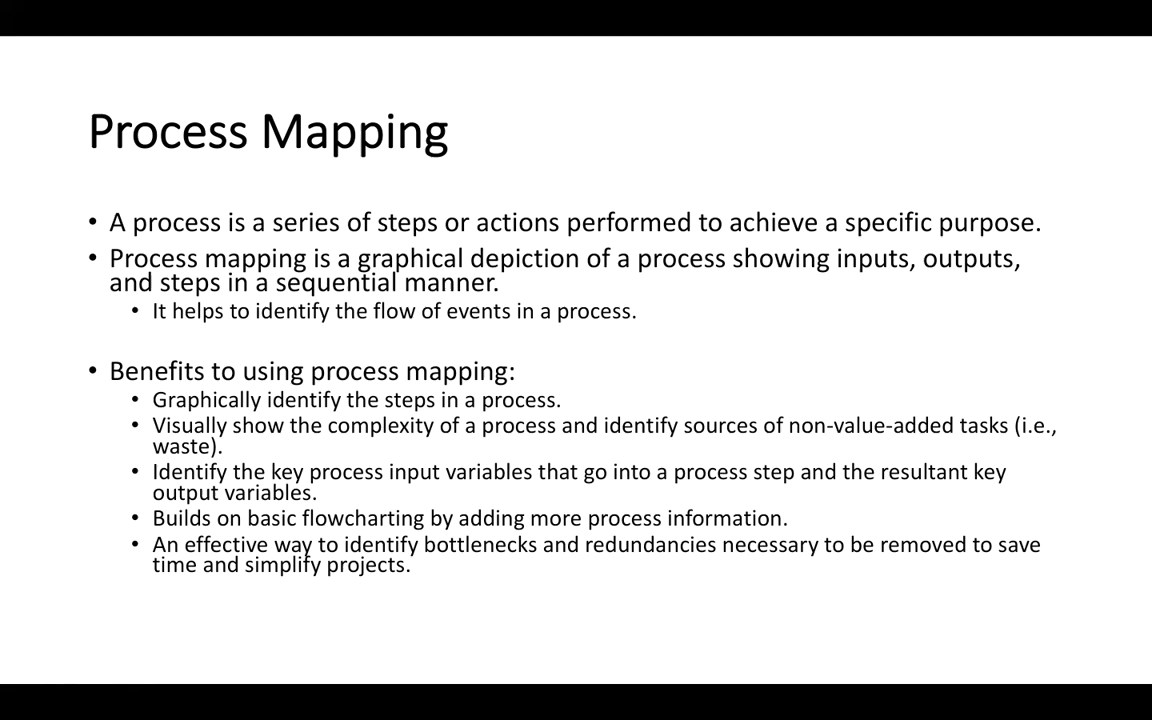 Process Mapping
• A process is a series of steps or actions performed to achieve a specific purpose.
• Process mapping is a graphical depiction of a process showing inputs, outputs,
and steps in a sequential manner.
• It helps to identify the flow of events in a process.
• Benefits to using process mapping:
• Graphically identify the steps in a process.
• Visually show the complexity of a process and identify sources of non-value-added tasks (i.e.,
waste).
• Identify the key process input variables that go into a process step and the resultant key
output variables.
• Builds on basic flowcharting by adding more process information.
• An effective way to identify bottlenecks and redundancies necessary to be removed to save
time and simplify projects.